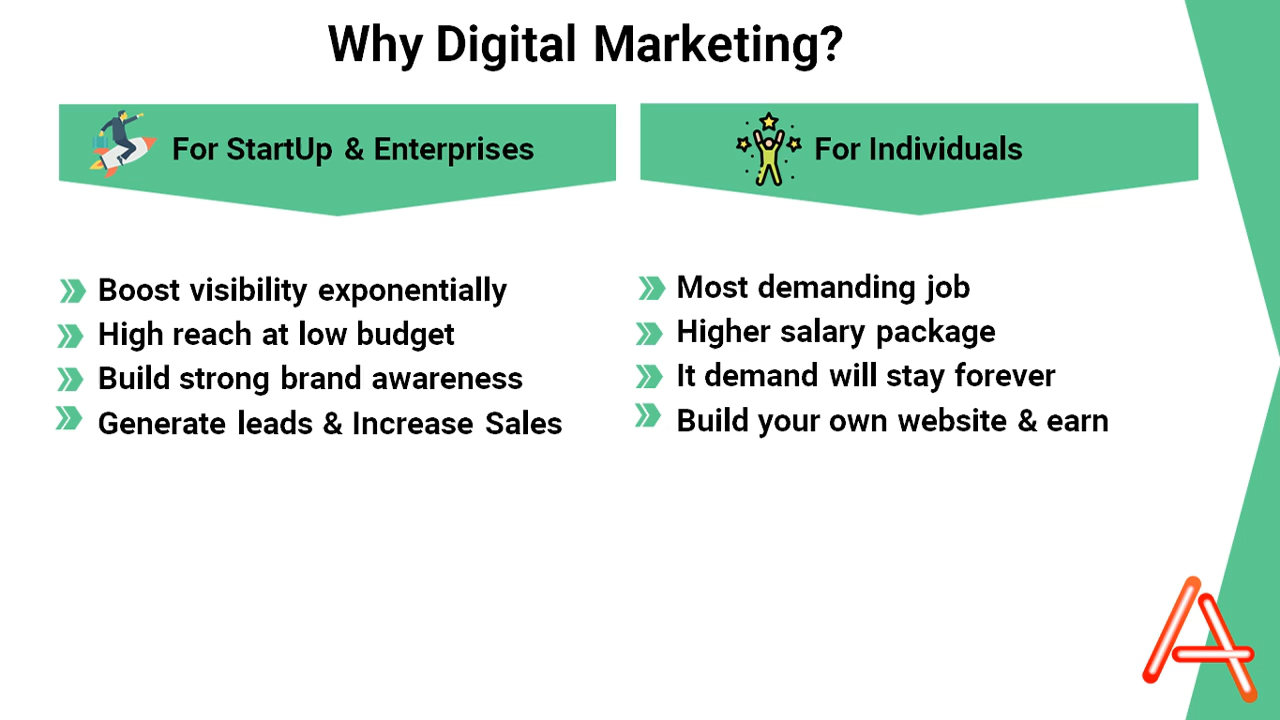 Why Digital Marketing?
For StartUp & Enterprises
Boost visibility exponentially
High reach at low budget
Build strong brand awareness
Generate leads & Increase Sales
For Individuals
Most demanding job
Higher salary package
It demand will stay forever
Build your own website & earn
A